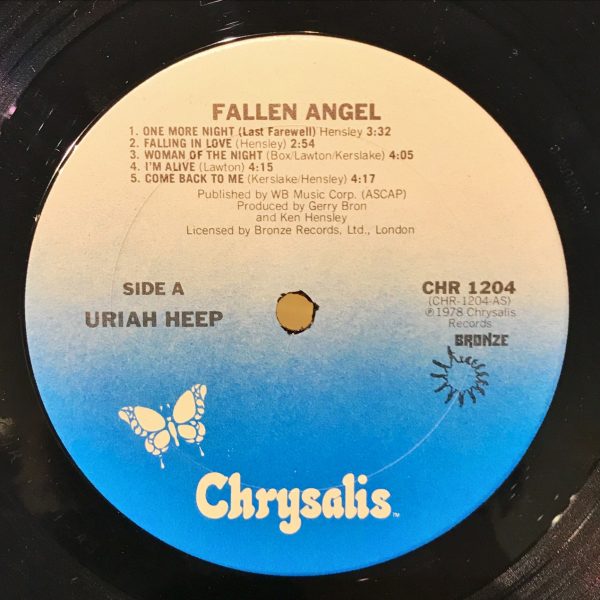 FALLEN ANGEL
1. ONE MORE NIGHT (Last Farewell) Hensley 3:32
2. FALLING IN LOVE (Hensley) 2:54
3. WOMAN OF THE NIGHT (Box/Lawton/Kerslake) 4:05
4. I'M ALIVE (Lawton) 4:15
5. COME BACK TO ME (Kerslake/Hensley) 4:17
Published by WB Music Corp. (ASCAP)
Produced by Gerry Bron
and Ken Hensley
Licensed by Bronze Records, Ltd., London
SIDE A
URIAH HEEP
CHR 1204
(CHR-1204-AS)
℗1978 Chrysalis
Records
BRONZE
Chrysalis™